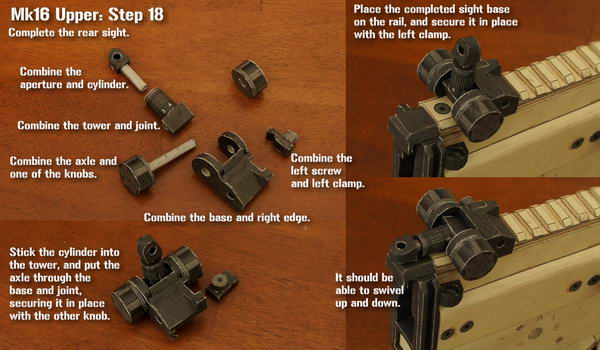 Mk16 Upper: Step 18
Complete the rear sight.
Combine the
aperture and cylinder.
Combine the tower and joint.
Combine the axle and
one of the knobs.
Combine the
left screw
and left clamp.
Combine the base and right edge.
Stick the cylinder into
the tower, and put the
axle through the
base and joint,
securing it in place
with the other knob.
Place the completed sight base
on the rail, and secure it in place
with the left clamp.
It should be
able to swivel
up and down.